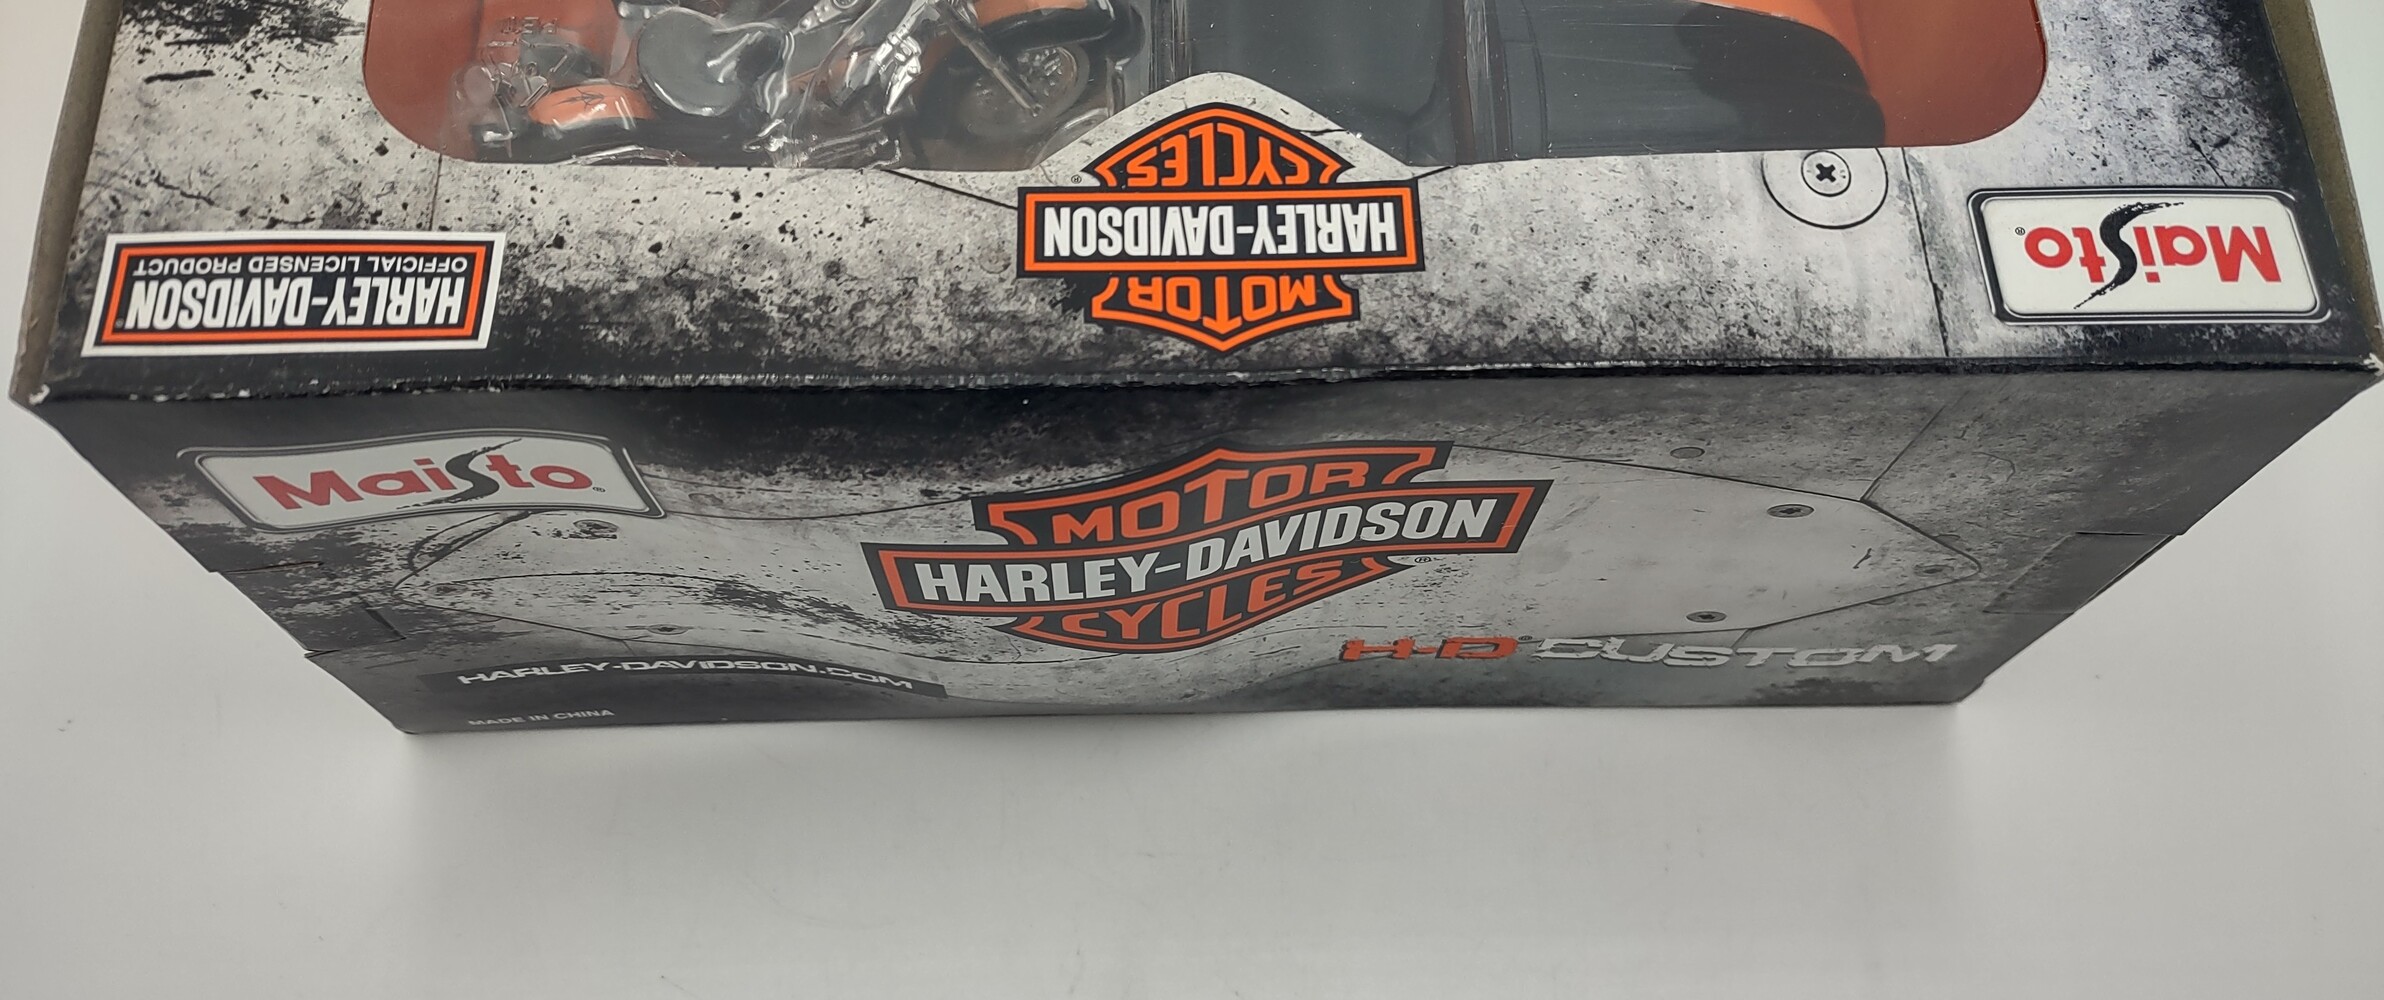 PET
CYCLES
®
HARLEY-DAVIDSON
MOTOR
OFFICIAL LICENSED PRODUCT
HARLEY-DAVIDSON®
Maisto®
Maisto®
MOTOR
HARLEY-DAVIDSON
CYCLES
®
H-D® CUSTOM
HARLEY-DAVIDSON.COM
MADE IN CHINA